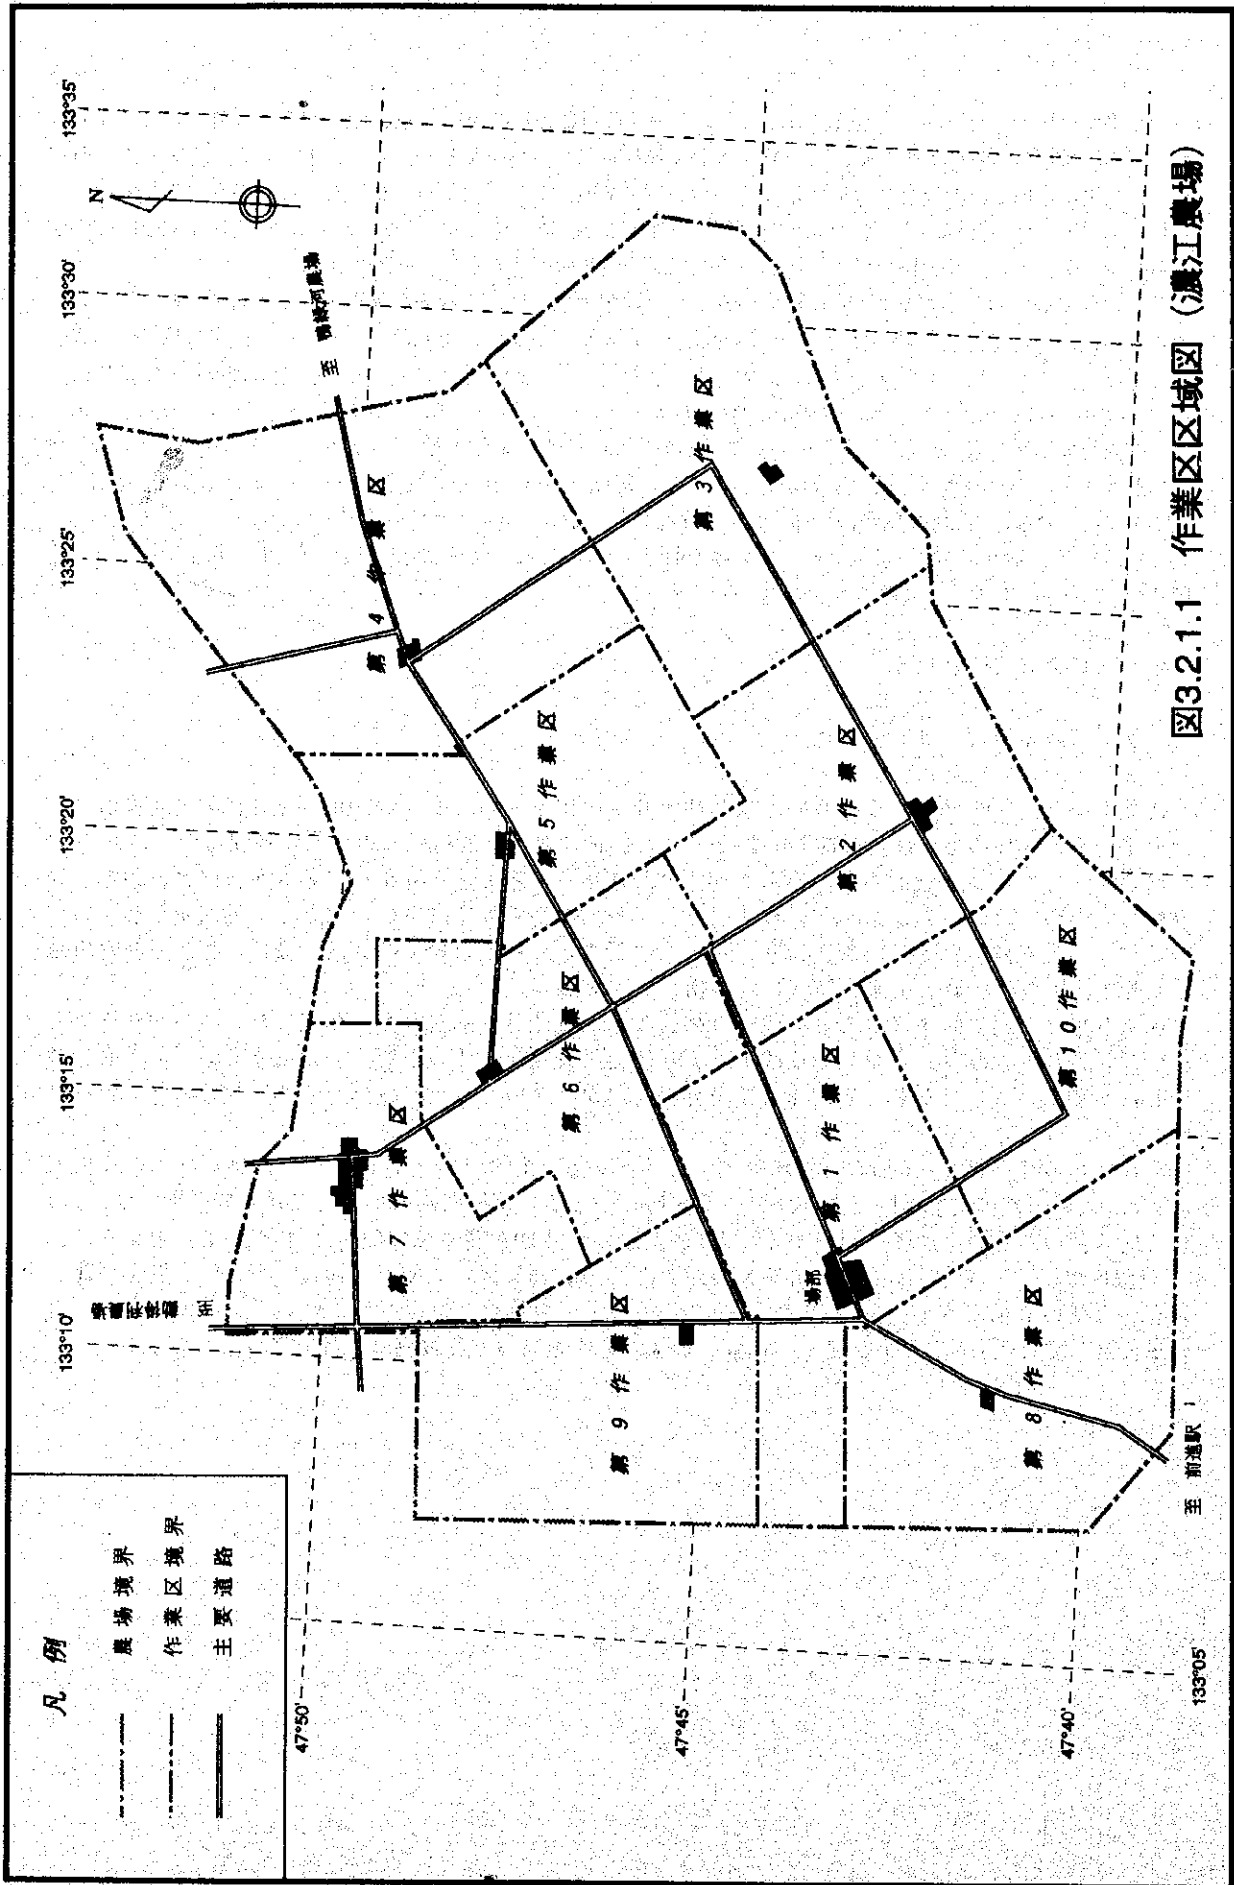 凡例
農場境界
作業区境界
主要道路
133°10'
133°15'
133°20'
133°25'
133°30'
133°35'
N
47°50'
47°45'
47°40'
133°05'
至
至 鴨緑河農場
第 4 作 業 区
第 7 作 業 区
第 5 作 業 区
第 6 作 業 区
第 3 作 業 区
第 9 作 業 区
第 2 作 業 区
第 1 作 業 区
場部
第 8 作 業 区
第 10 作 業 区
至 前進駅
図3.2.1.1 作業区区域図 (濃江農場)